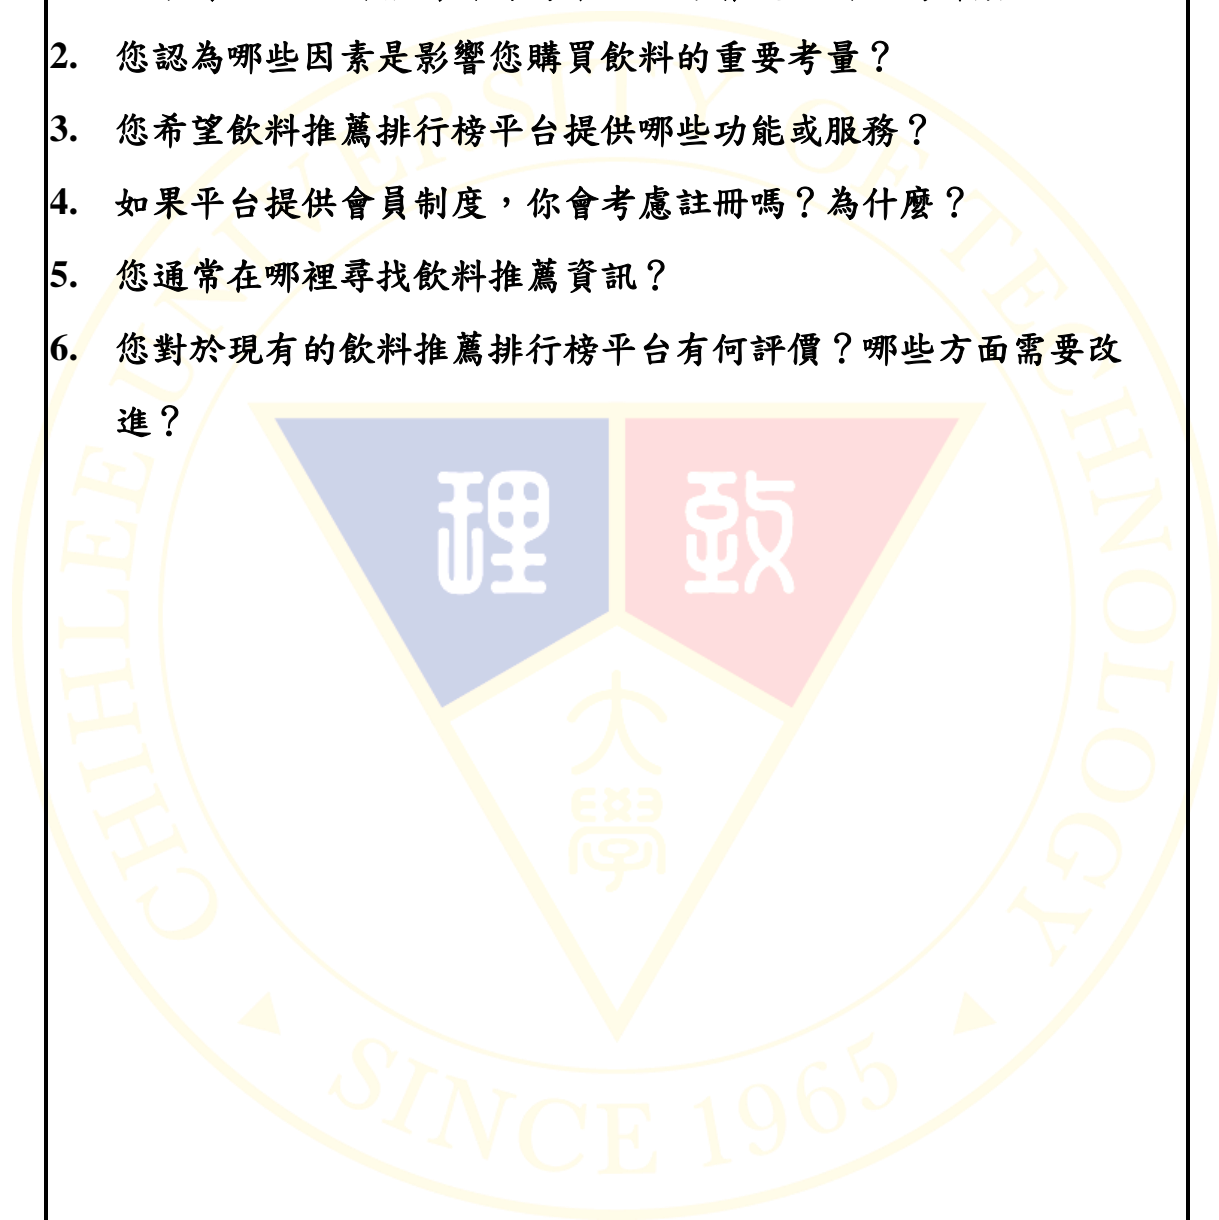 2. 您認為哪些因素是影響您購買飲料的重要考量？
3. 您希望飲料推薦排行榜平台提供哪些功能或服務？
4. 如果平台提供會員制度，你會考慮註冊嗎？為什麼？
5. 您通常在哪裡尋找飲料推薦資訊？
6. 您對於現有的飲料推薦排行榜平台有何評價？哪些方面需要改
進？
CHIHLEE UNIVERSITY OF TECHNOLOGY
理 致
大
學
SINCE 1965